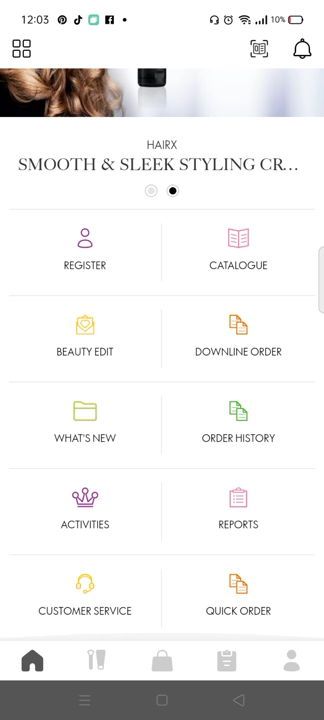 12:03
10%
HAIRX
SMOOTH & SLEEK STYLING CR...
REGISTER
CATALOGUE
BEAUTY EDIT
DOWNLINE ORDER
WHAT'S NEW
ORDER HISTORY
ACTIVITIES
REPORTS
CUSTOMER SERVICE
QUICK ORDER